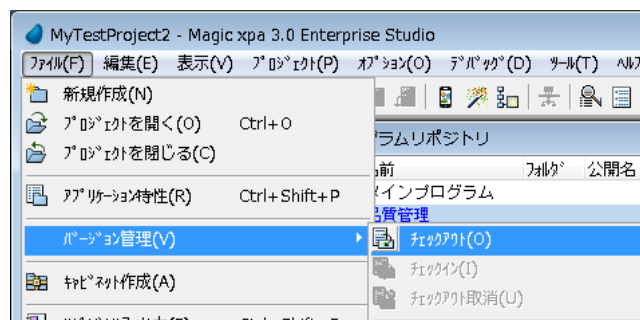 MyTestProject2 - Magic xpa 3.0 Enterprise Studio
ﾌｧｲﾙ(F) 編集(E) 表示(V) ﾌﾟﾛｼﾞｪｸﾄ(P) ｵﾌﾟｼｮﾝ(O) ﾃﾞﾊﾞｯｸﾞ(D) ﾂｰﾙ(T) ﾍﾙﾌ
新規作成(N)
ﾌﾟﾛｼﾞｪｸﾄを開く(O) Ctrl+O
ﾌﾟﾛｼﾞｪｸﾄを閉じる(C)
グラムリポジトリ
名前 ﾌｫﾙﾀﾞ 公開名
ｱﾌﾟﾘｹｰｼｮﾝ特性(R) Ctrl+Shift+P
メインプログラム
品質管理
ﾊﾞｰｼﾞｮﾝ管理(V)
ﾁｪｯｸｱｳﾄ(O)
ﾁｪｯｸｲﾝ(I)
ｷｬﾋﾞﾈｯﾄ作成(A)
ﾁｪｯｸｱｳﾄ取消(U)